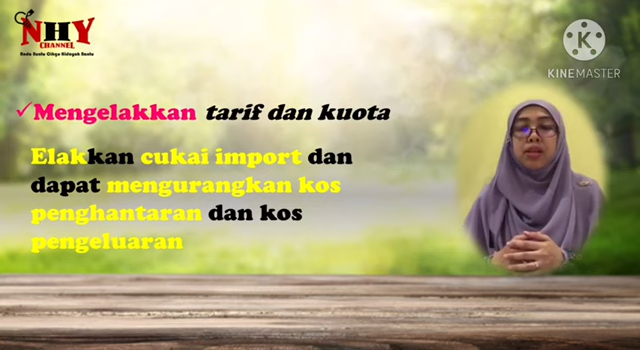 NHY
CHANNEL
KINEMASTER
Mengelakkan tarif dan kuota
Elakkan cukai import dan
dapat mengurangkan kos
penghantaran dan kos
pengeluaran